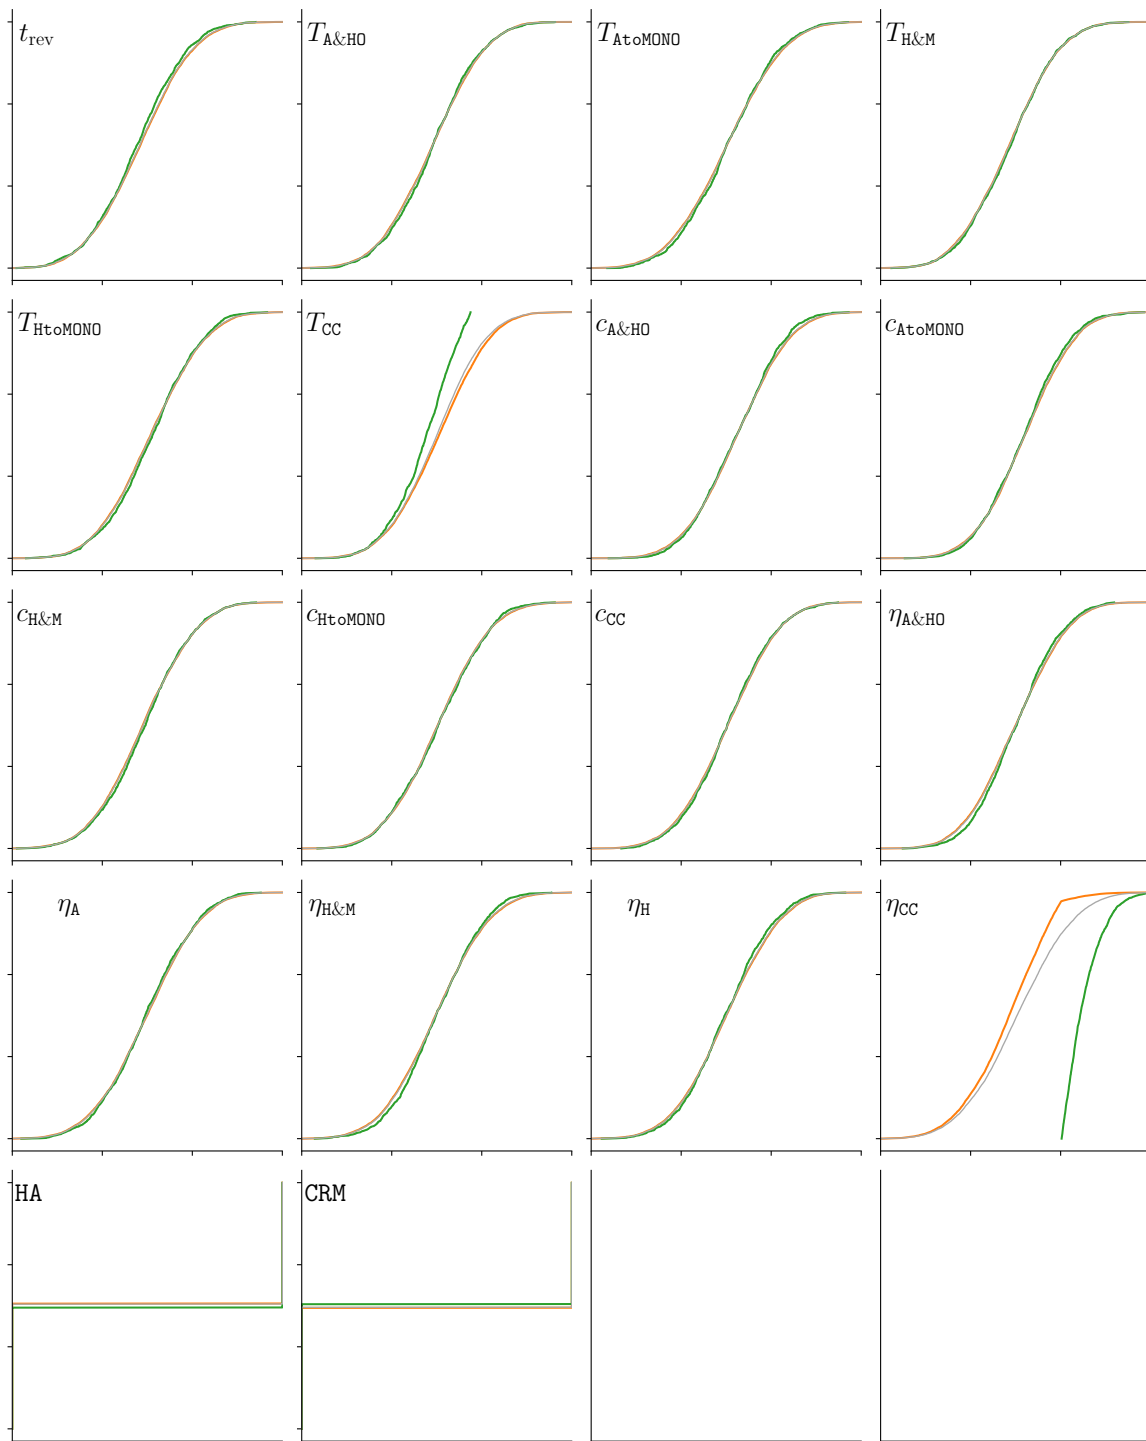 t_rev
T_A&HO
T_AtoMONO
T_H&M
T_HtoMONO
T_CC
c_A&HO
c_AtoMONO
c_H&M
c_HtoMONO
c_CC
η_A&HO
η_A
η_H&M
η_H
η_CC
HA
CRM